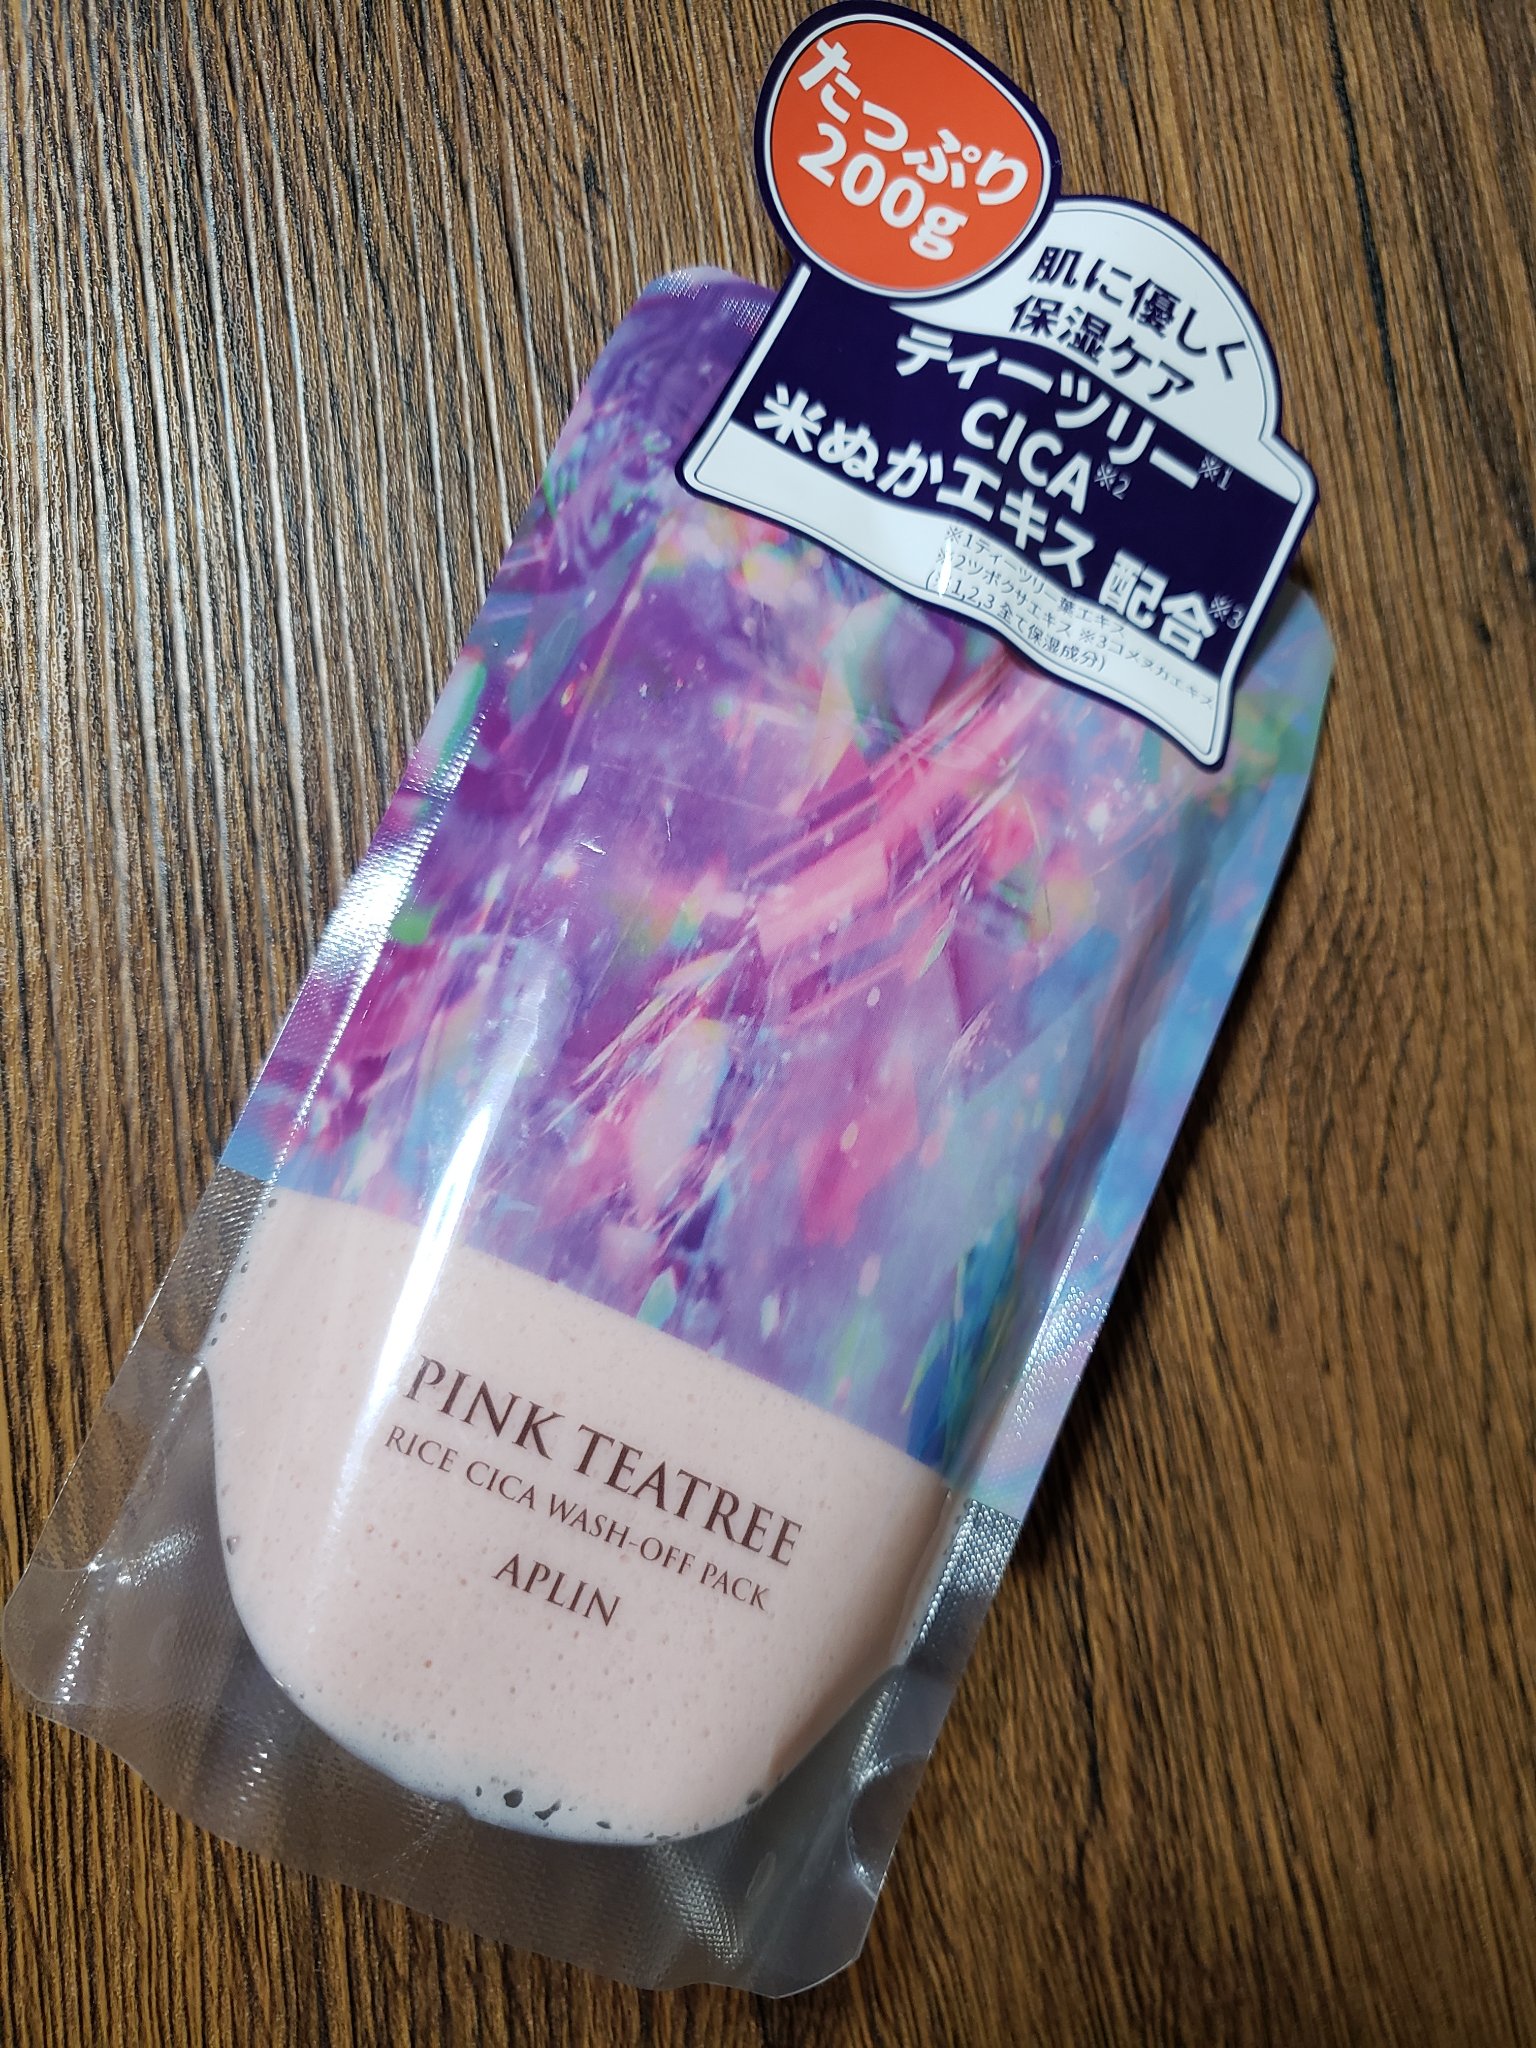 たっぷり
200g
肌に優しく
保湿ケア
ティーツリー※1
CICA※2
米ぬかエキス 配合※3
※1ティーツリー葉エキス
※2ツボクサエキス ※3コメヌカエキス
(※1,2,3全て保湿成分)
PINK TEATREE
RICE CICA WASH-OFF PACK
APLIN